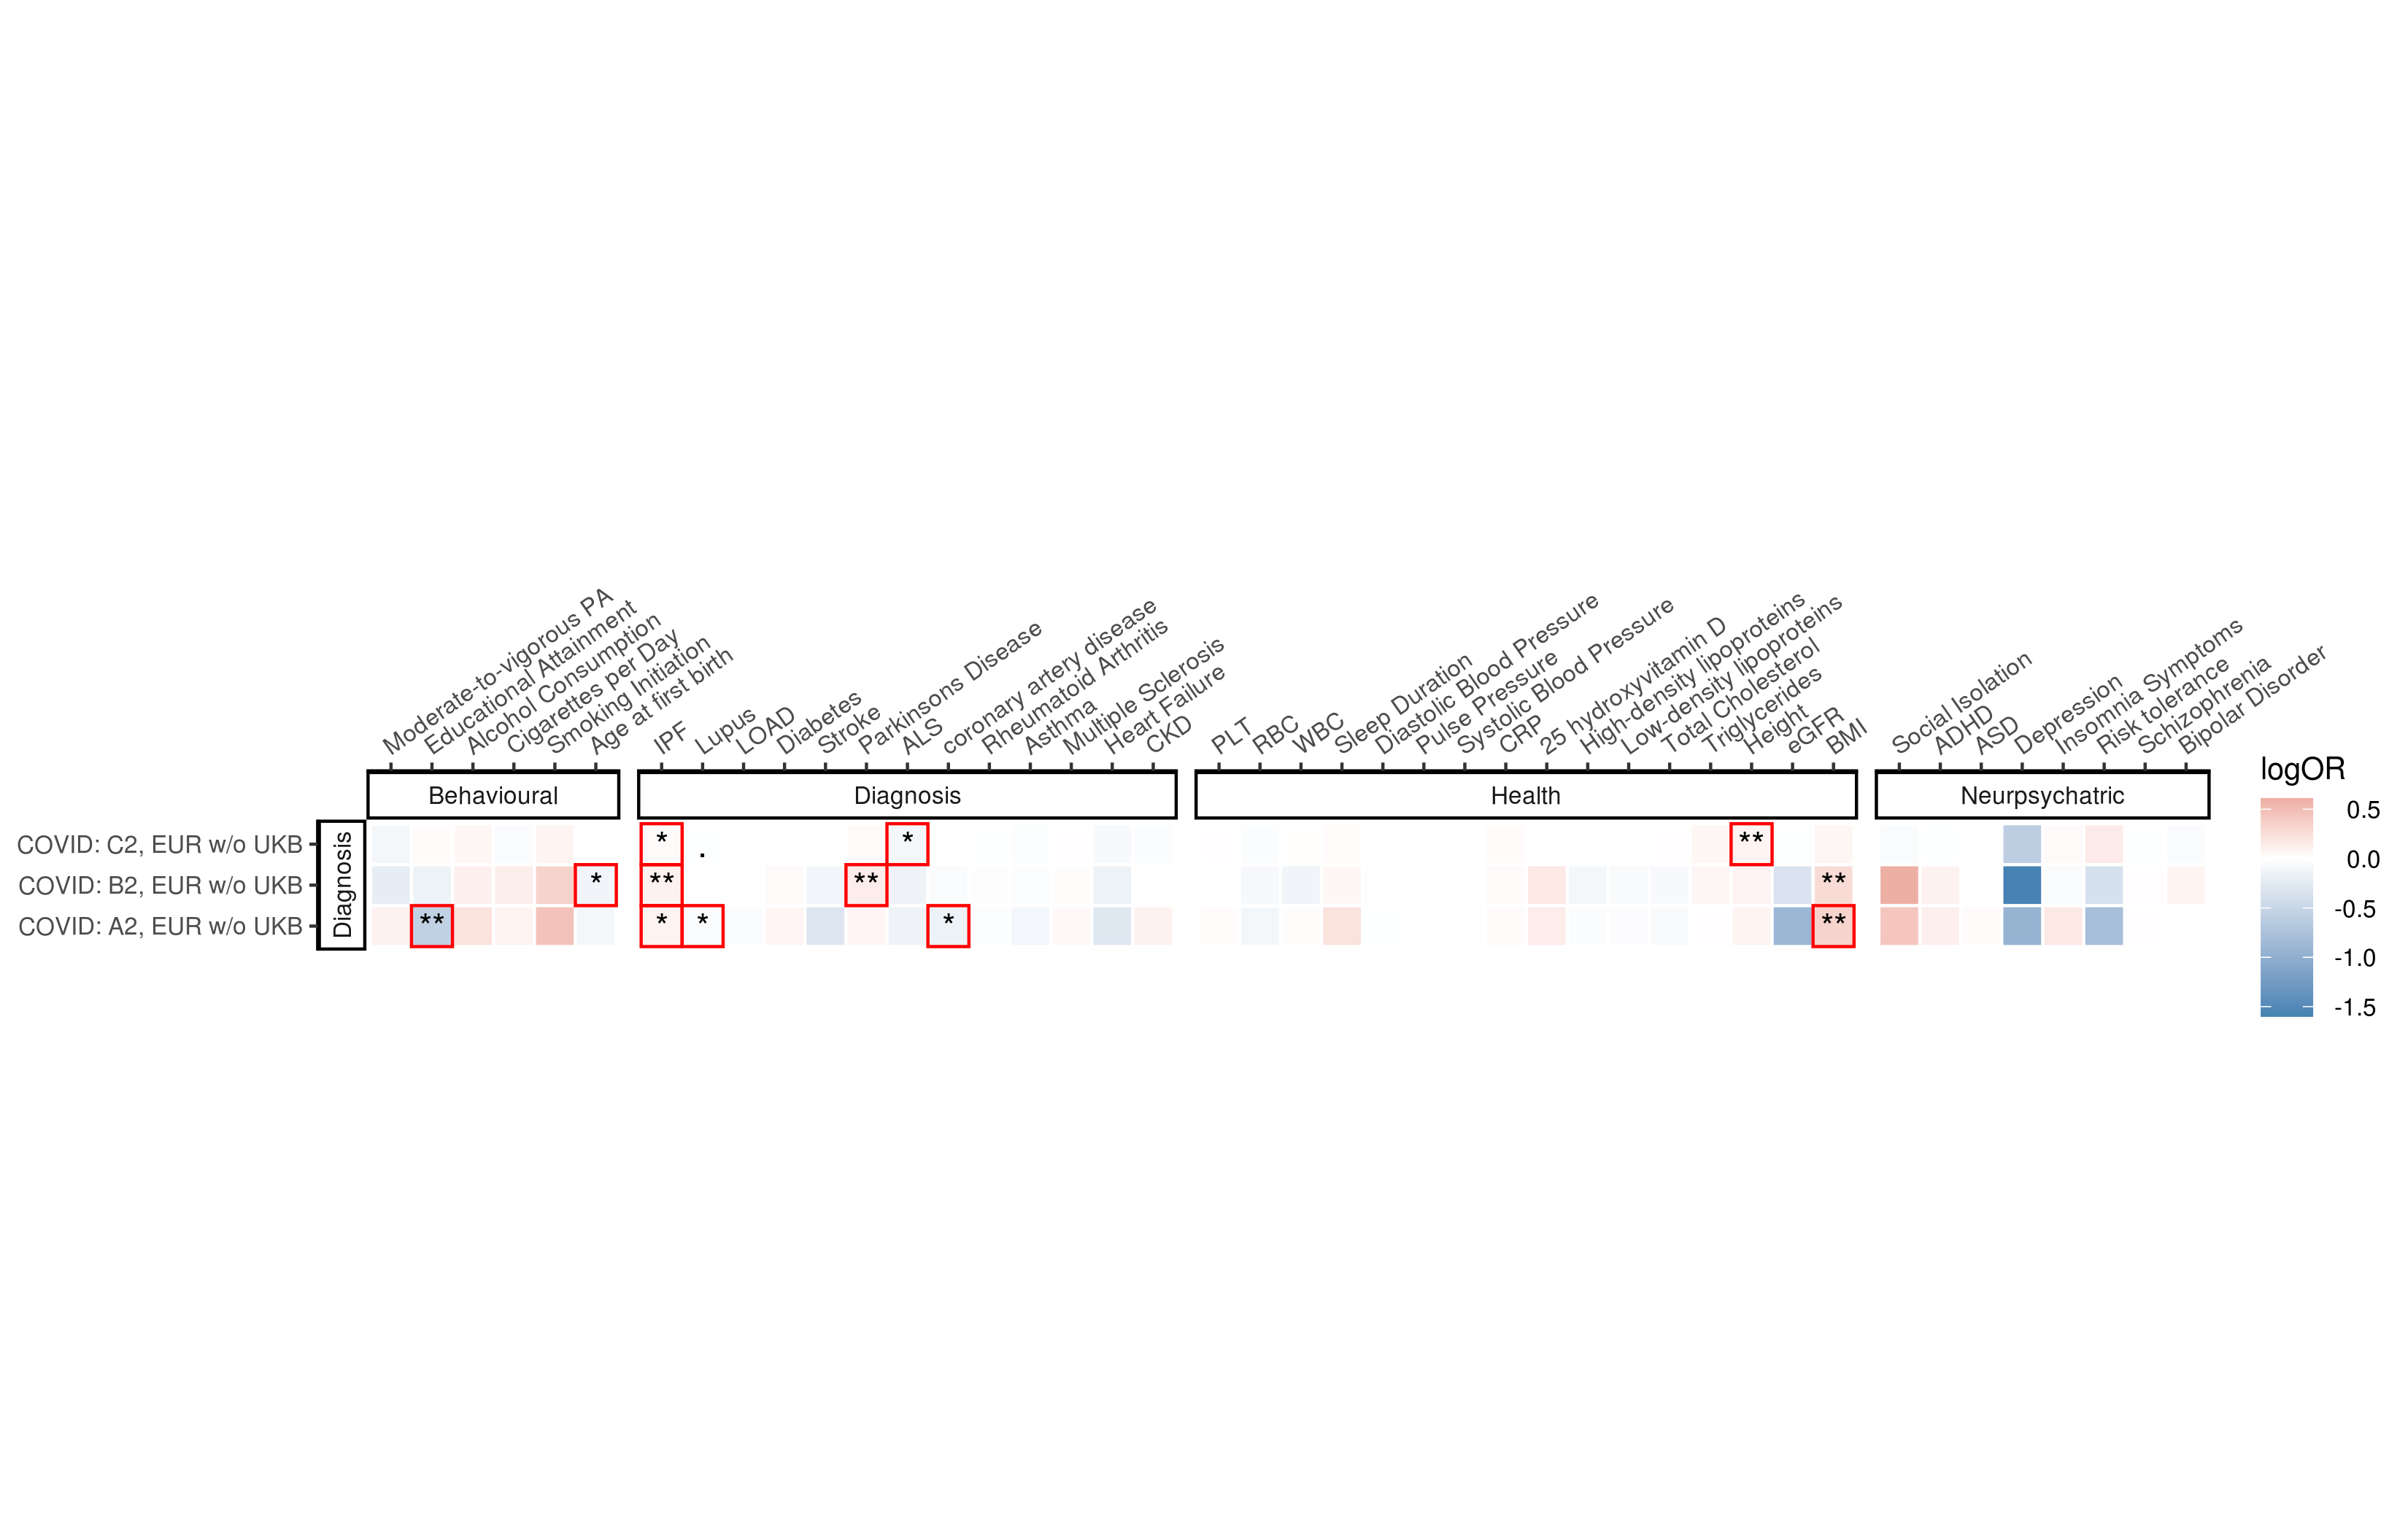 Moderate-to-vigorous PA
Educational Attainment
Alcohol Consumption
Cigarettes per Day
Smoking Initiation
Age at first birth
IPF
Lupus
LOAD
Diabetes
Stroke
Parkinsons Disease
ALS
coronary artery disease
Rheumatoid Arthritis
Asthma
Multiple Sclerosis
Heart Failure
CKD
PLT
RBC
WBC
Sleep Duration
Diastolic Blood Pressure
Pulse Pressure
Systolic Blood Pressure
CRP
25 hydroxyvitamin D
High-density lipoproteins
Low-density lipoproteins
Total Cholesterol
Triglycerides
Height
eGFR
BMI
Social Isolation
ADHD
ASD
Depression
Insomnia Symptoms
Risk tolerance
Schizophrenia
Bipolar Disorder
Behavioural
Diagnosis
Health
Neurpsychatric
Diagnosis
COVID: C2, EUR w/o UKB
* . * **
COVID: B2, EUR w/o UKB
* ** ** **
COVID: A2, EUR w/o UKB
** * * * **
logOR
0.5
0.0
-0.5
-1.0
-1.5